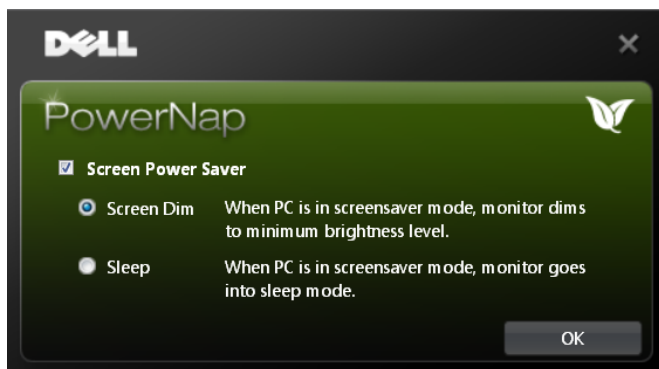 DELL
PowerNap
Screen Power Saver
Screen Dim When PC is in screensaver mode, monitor dims
to minimum brightness level.
Sleep When PC is in screensaver mode, monitor goes
into sleep mode.
OK